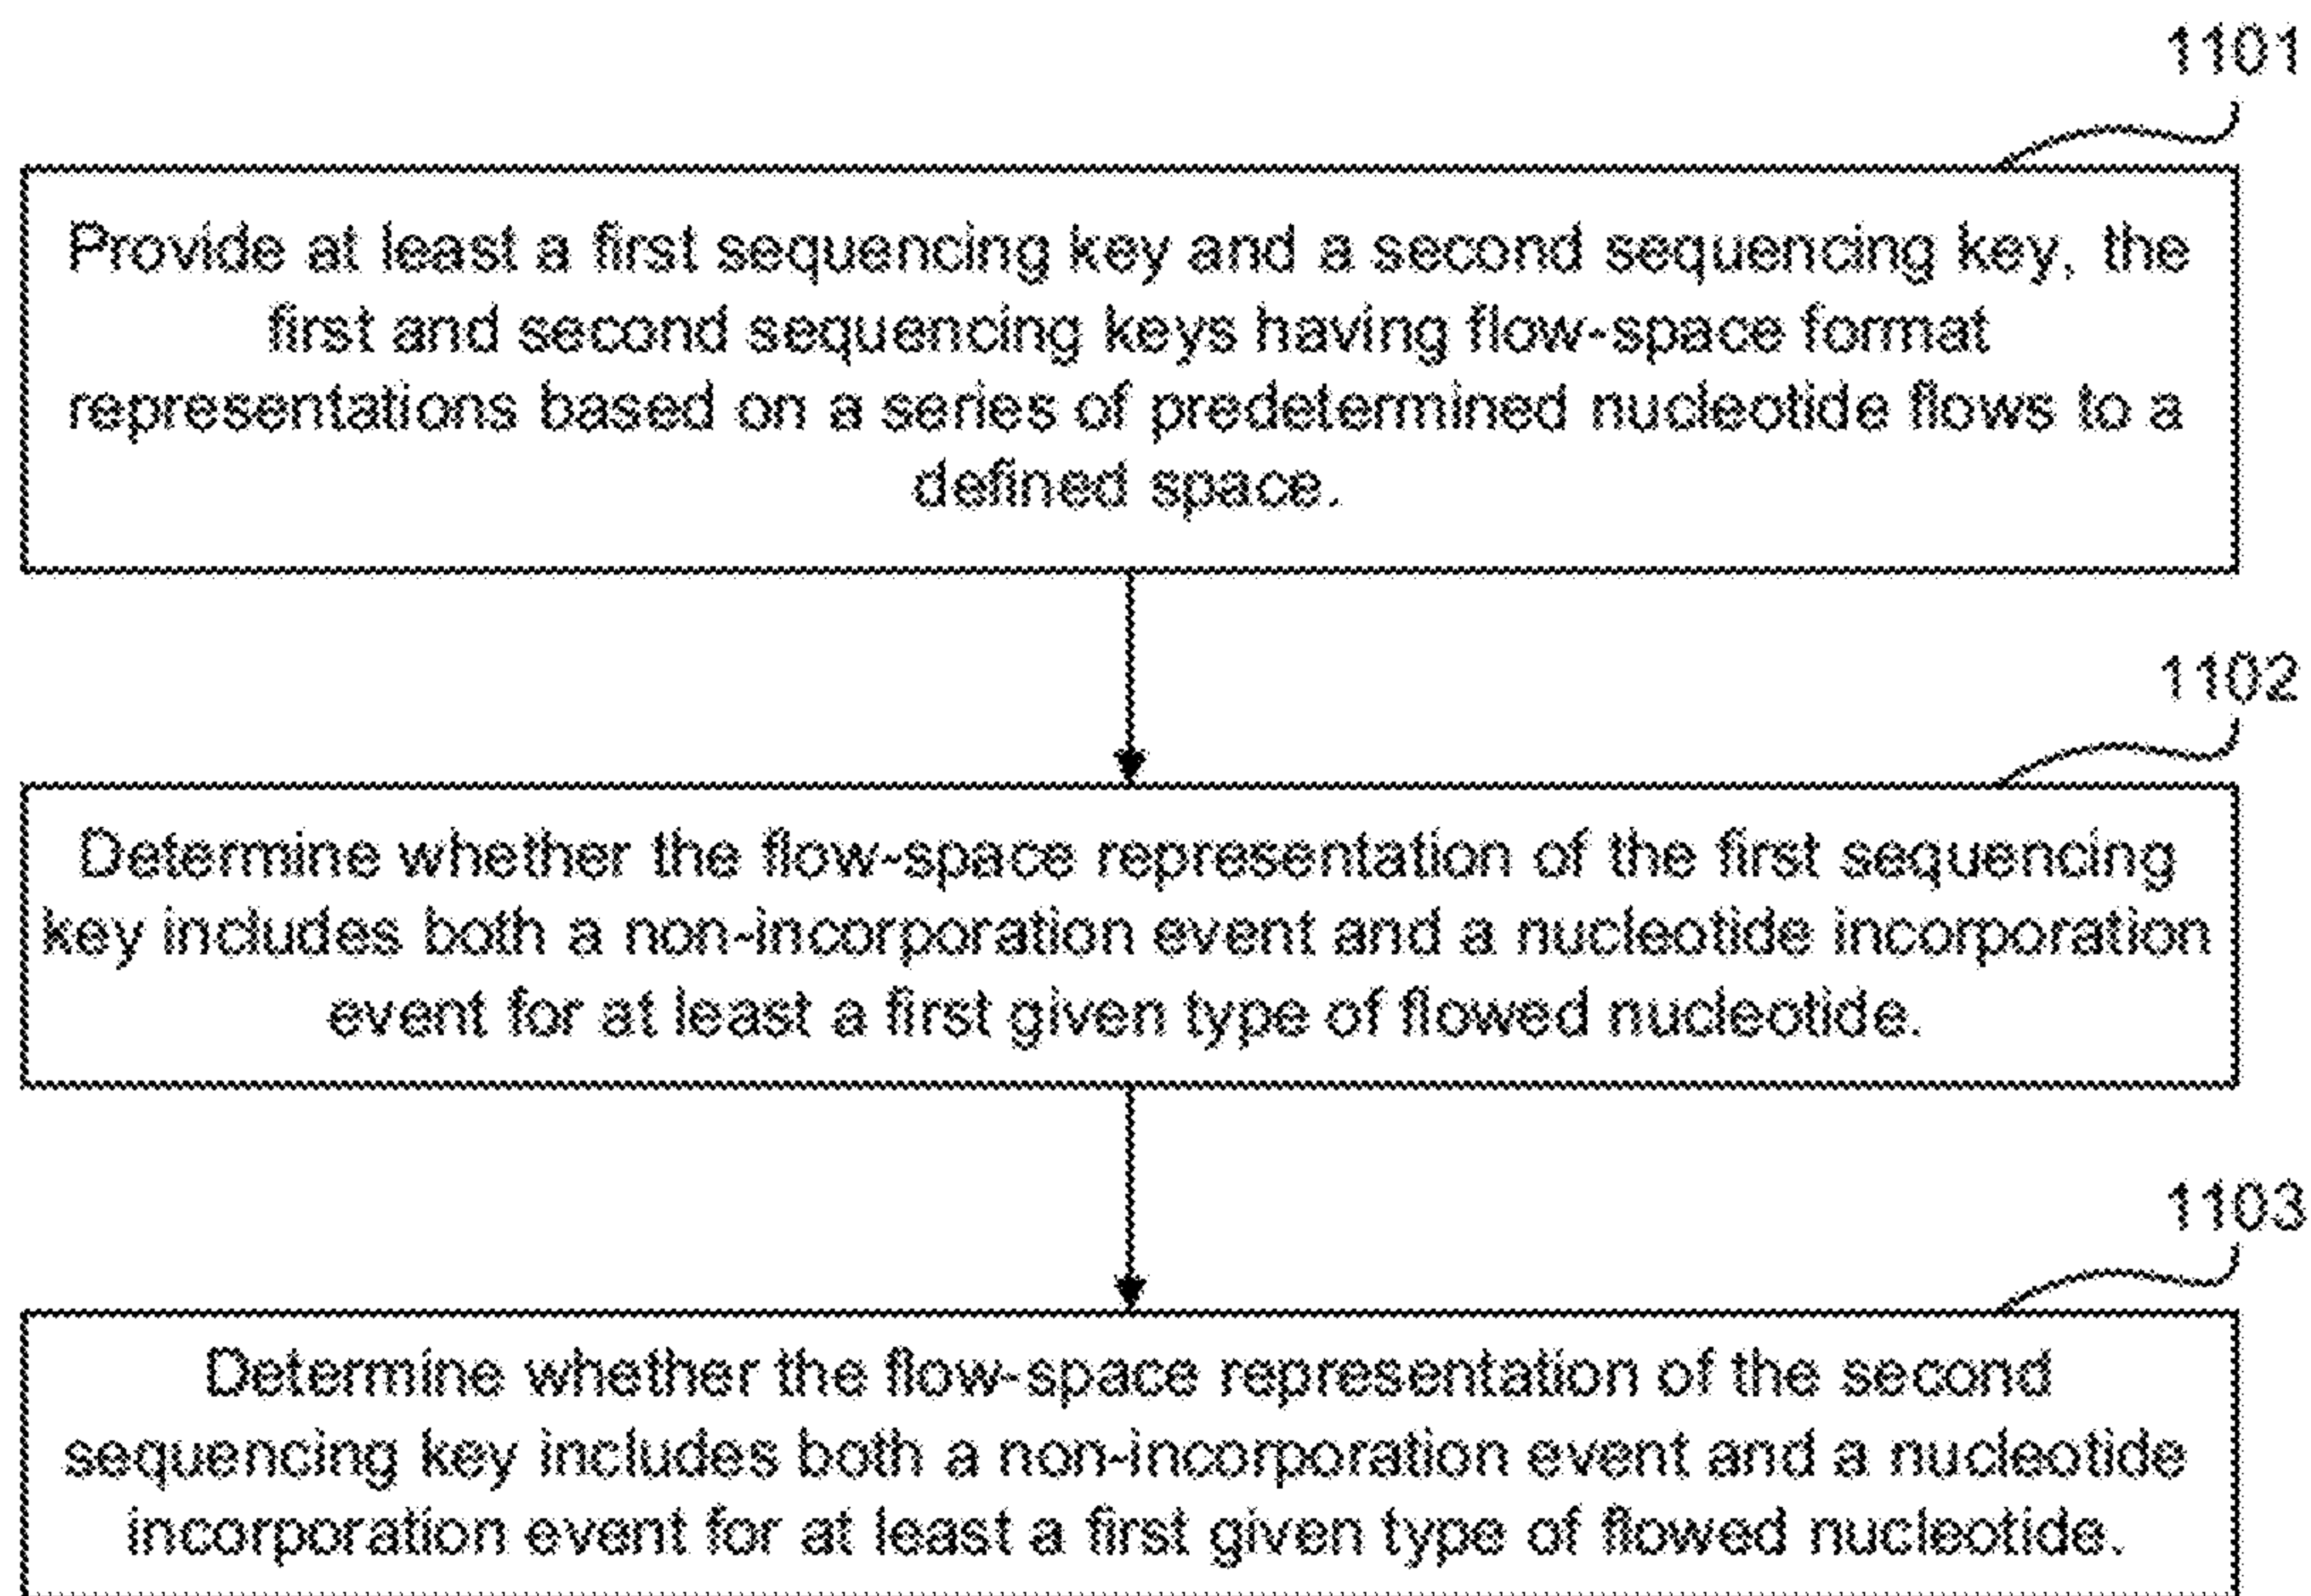 1101
Provide at least a first sequencing key and a second sequencing key, the
first and second sequencing keys having flow-space format
representations based on a series of predetermined nucleotide flows to a
defined space.
1102
Determine whether the flow-space representation of the first sequencing
key includes both a non-incorporation event and a nucleotide incorporation
event for at least a first given type of flowed nucleotide.
1103
Determine whether the flow-space representation of the second
sequencing key includes both a non-incorporation event and a nucleotide
incorporation event for at least a first given type of flowed nucleotide.